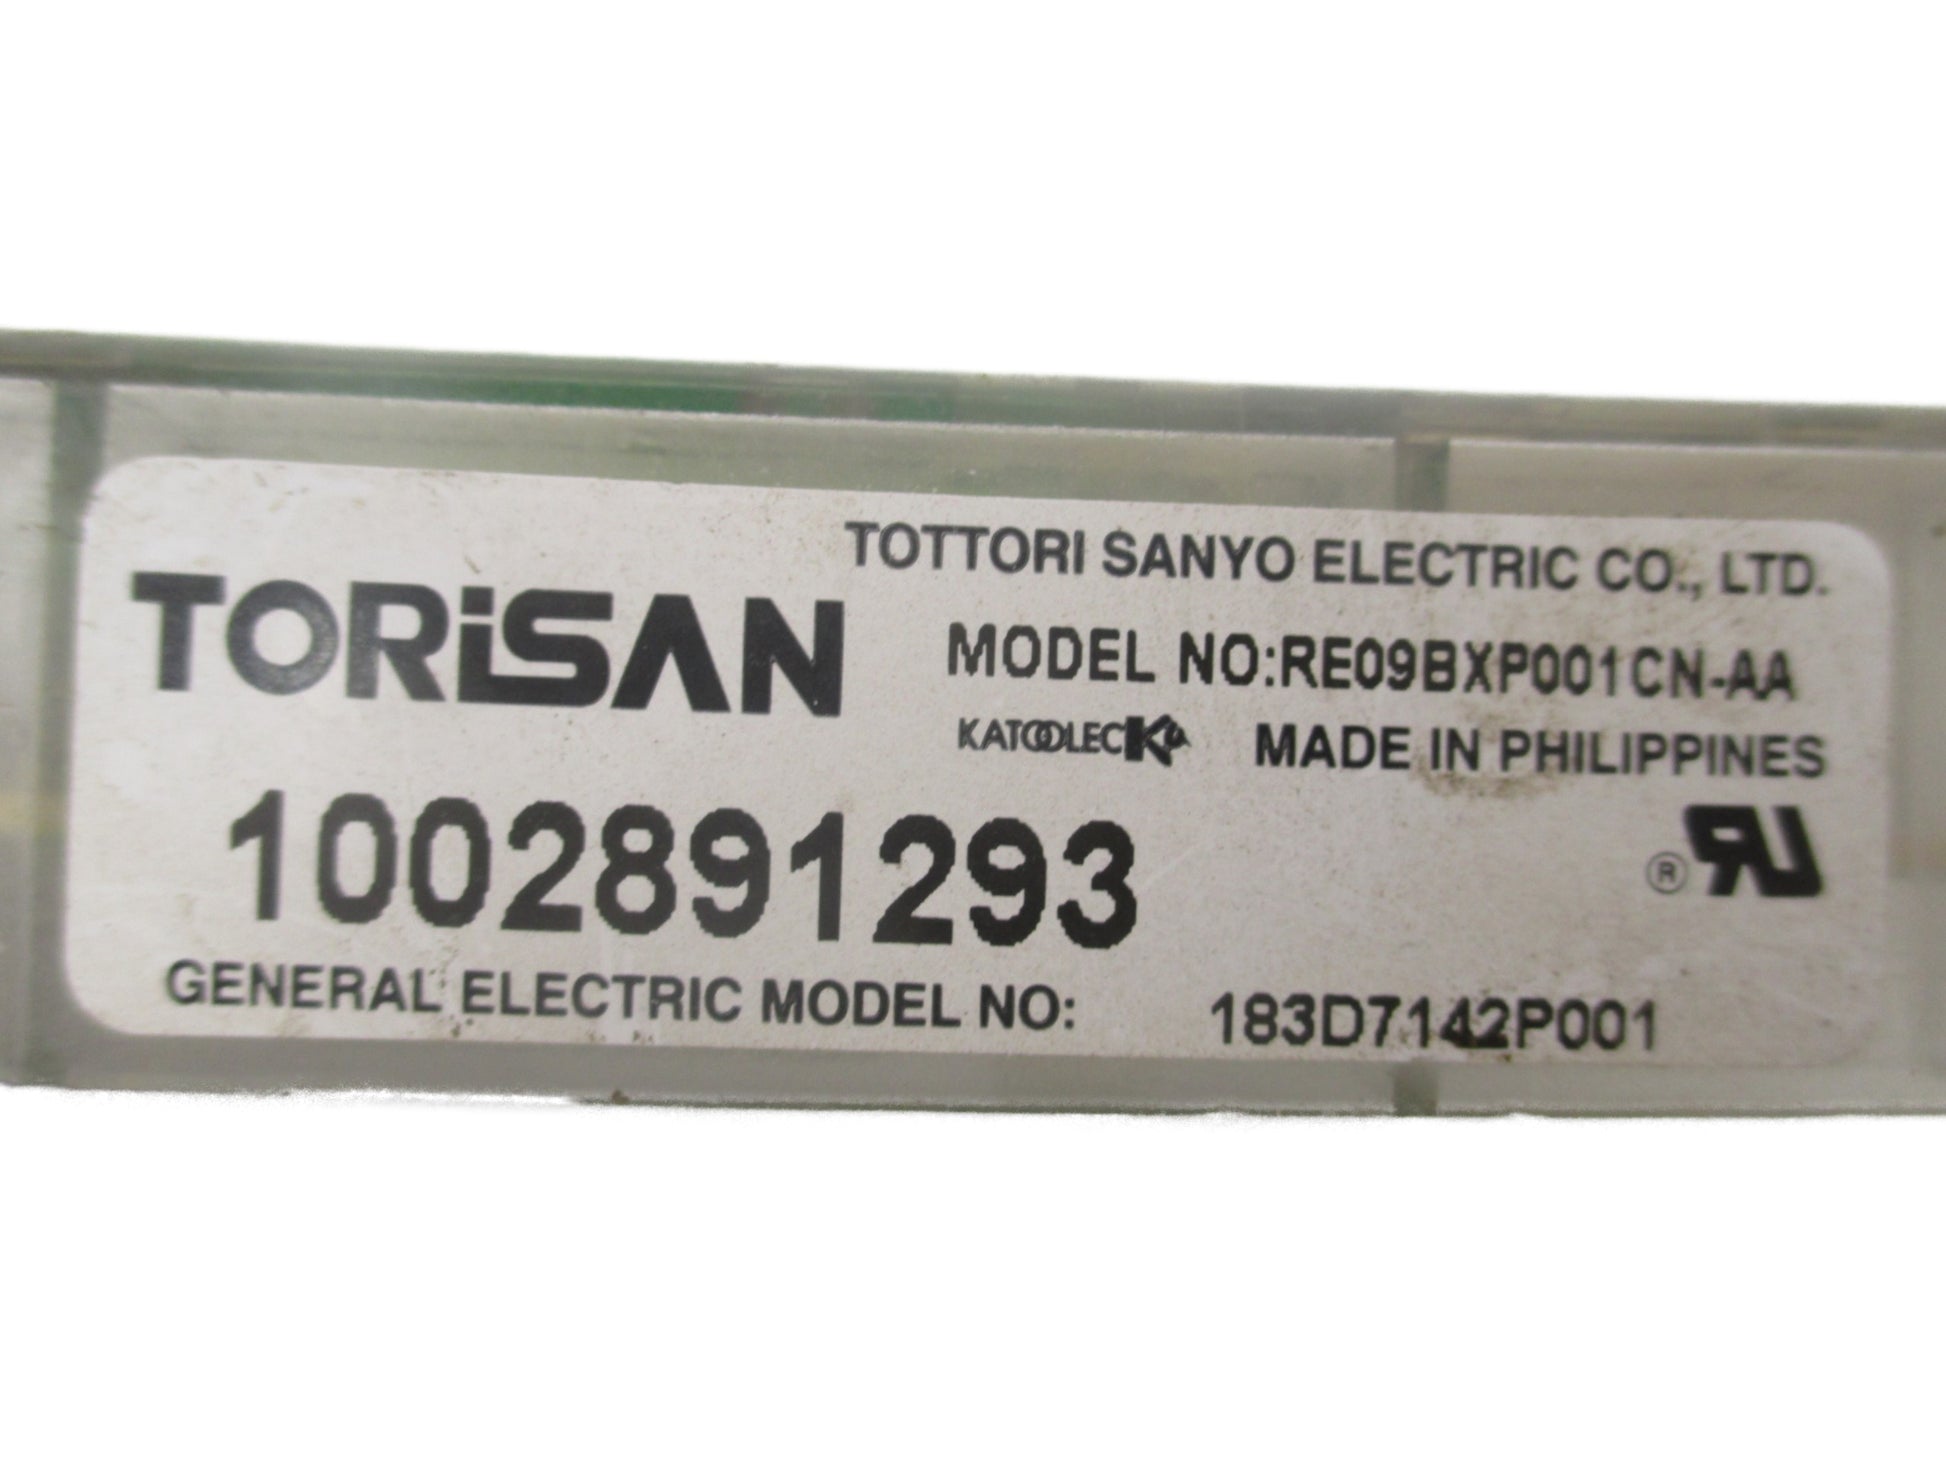 TOTTORI SANYO ELECTRIC CO., LTD.
TORiSAN
MODEL NO:RE09BXP001CN-AA
KATOOLEC MADE IN PHILIPPINES
1002891293
® RU
GENERAL ELECTRIC MODEL NO: 183D7142P001